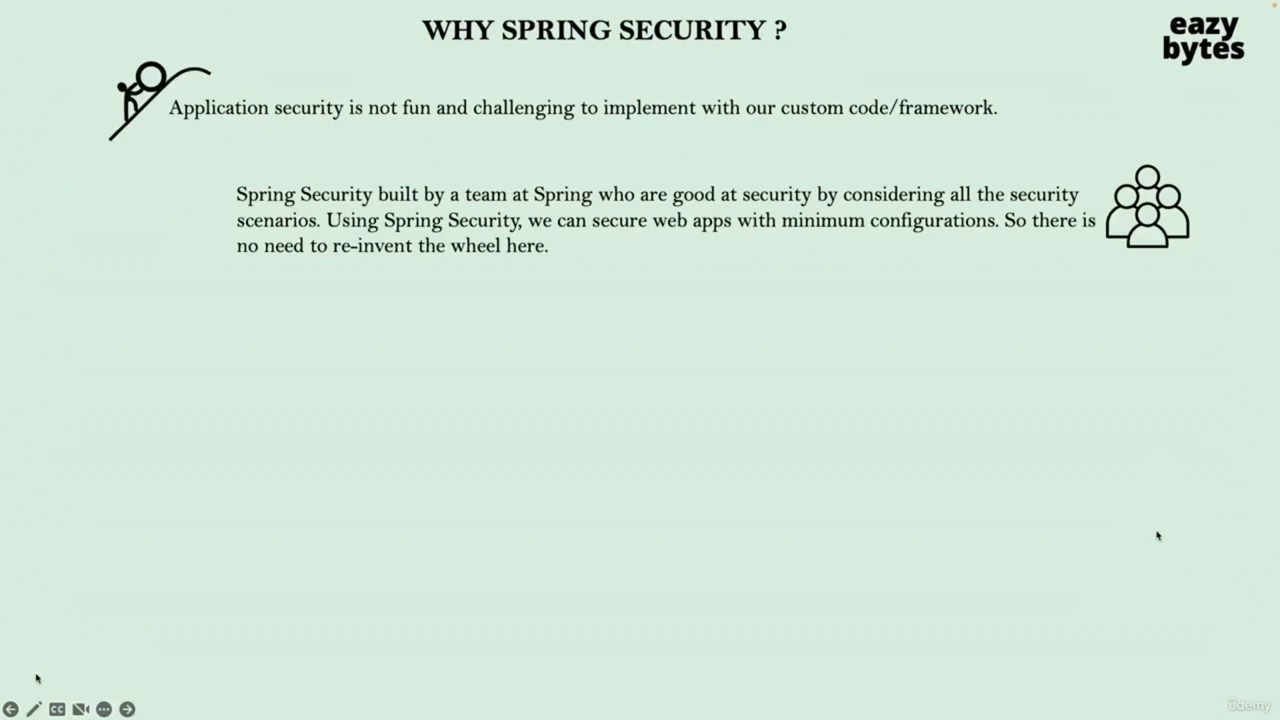 WHY SPRING SECURITY ?
eazy
bytes
Application security is not fun and challenging to implement with our custom code/framework.
Spring Security built by a team at Spring who are good at security by considering all the security
scenarios. Using Spring Security, we can secure web apps with minimum configurations. So there is
no need to re-invent the wheel here.
CC
ûdemy